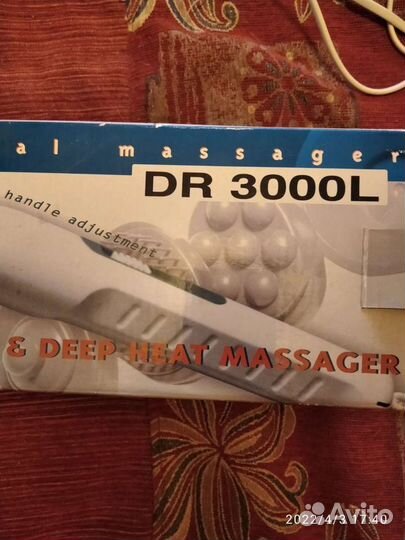 al massager
DR 3000L
handle adjustment
& DEEP HEAT MASSAGER
2022/4/3 17:40
Avito